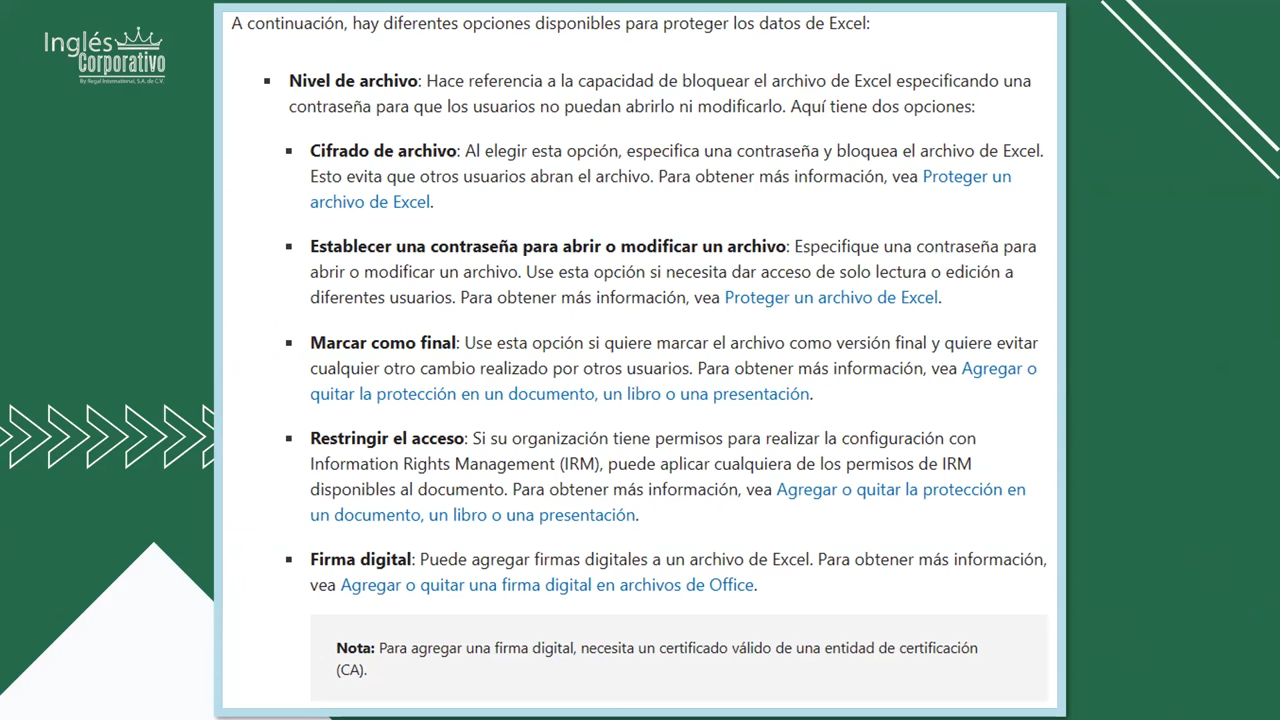 Inglés
Corporativo
By Regal International, S.A. de C.V.
A continuación, hay diferentes opciones disponibles para proteger los datos de Excel:
▪ Nivel de archivo: Hace referencia a la capacidad de bloquear el archivo de Excel especificando una
contraseña para que los usuarios no puedan abrirlo ni modificarlo. Aquí tiene dos opciones:
▪ Cifrado de archivo: Al elegir esta opción, especifica una contraseña y bloquea el archivo de Excel.
Esto evita que otros usuarios abran el archivo. Para obtener más información, vea Proteger un
archivo de Excel.
▪ Establecer una contraseña para abrir o modificar un archivo: Especifique una contraseña para
abrir o modificar un archivo. Use esta opción si necesita dar acceso de solo lectura o edición a
diferentes usuarios. Para obtener más información, vea Proteger un archivo de Excel.
▪ Marcar como final: Use esta opción si quiere marcar el archivo como versión final y quiere evitar
cualquier otro cambio realizado por otros usuarios. Para obtener más información, vea Agregar o
quitar la protección en un documento, un libro o una presentación.
▪ Restringir el acceso: Si su organización tiene permisos para realizar la configuración con
Information Rights Management (IRM), puede aplicar cualquiera de los permisos de IRM
disponibles al documento. Para obtener más información, vea Agregar o quitar la protección en
un documento, un libro o una presentación.
▪ Firma digital: Puede agregar firmas digitales a un archivo de Excel. Para obtener más información,
vea Agregar o quitar una firma digital en archivos de Office.
Nota: Para agregar una firma digital, necesita un certificado válido de una entidad de certificación
(CA).